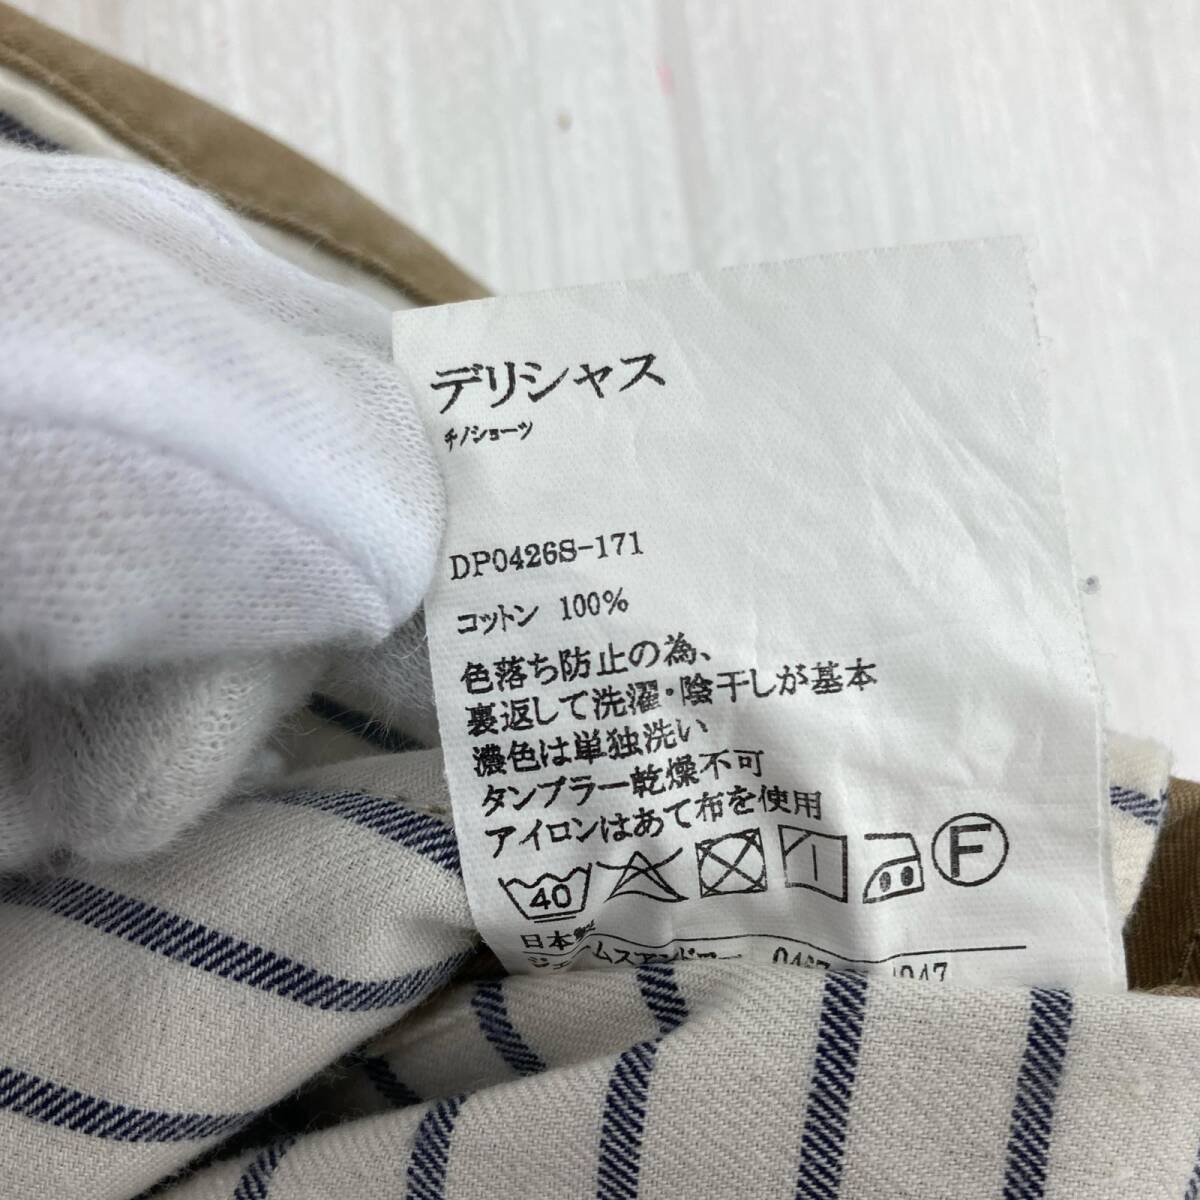 デリシャス
チノショーツ
DP0426S-171
コットン 100%
色落ち防止の為、
裏返して洗濯・陰干しが基本
濃色は単独洗い
タンブラー乾燥不可
アイロンはあて布を使用
40 F
日本製